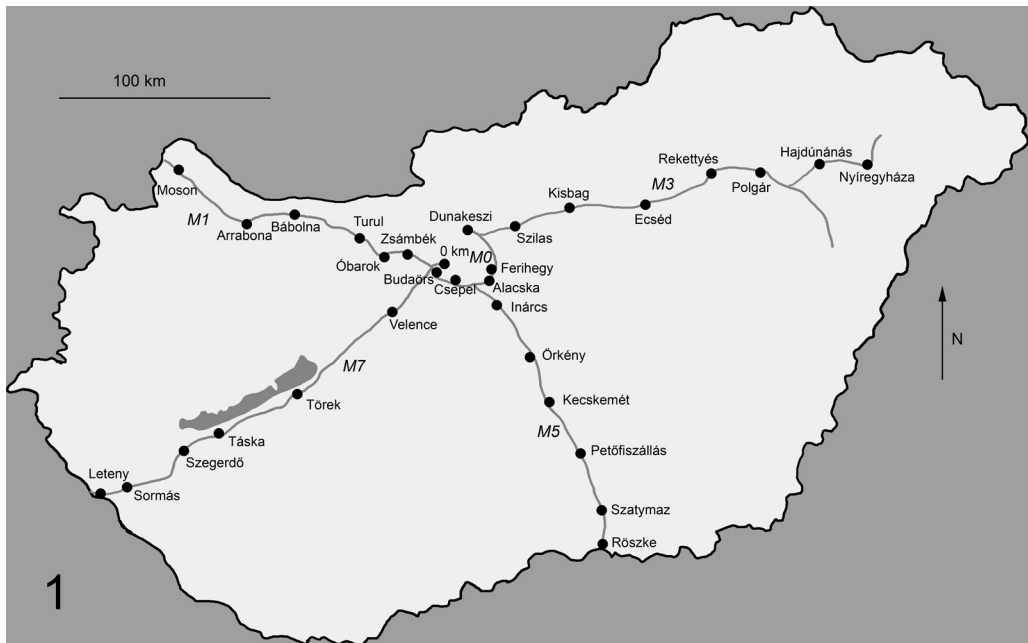 100 km
Moson
M1
Arrabona
Bábolna
Turul
Óbarok
Zsámbék
0 km
Budaörs
Csepel
M0
Dunakeszi
Szilas
Kisbag
Ecséd
M3
Rekettyés
Polgár
Hajdúnánás
Nyíregyháza
Ferihegy
Alacska
Inárcs
Velence
M7
Örkény
N
Törek
Kecskemét
M5
Táska
Szegerdő
Petőfiszállás
Leteny
Sormás
Szatymaz
Röszke
1